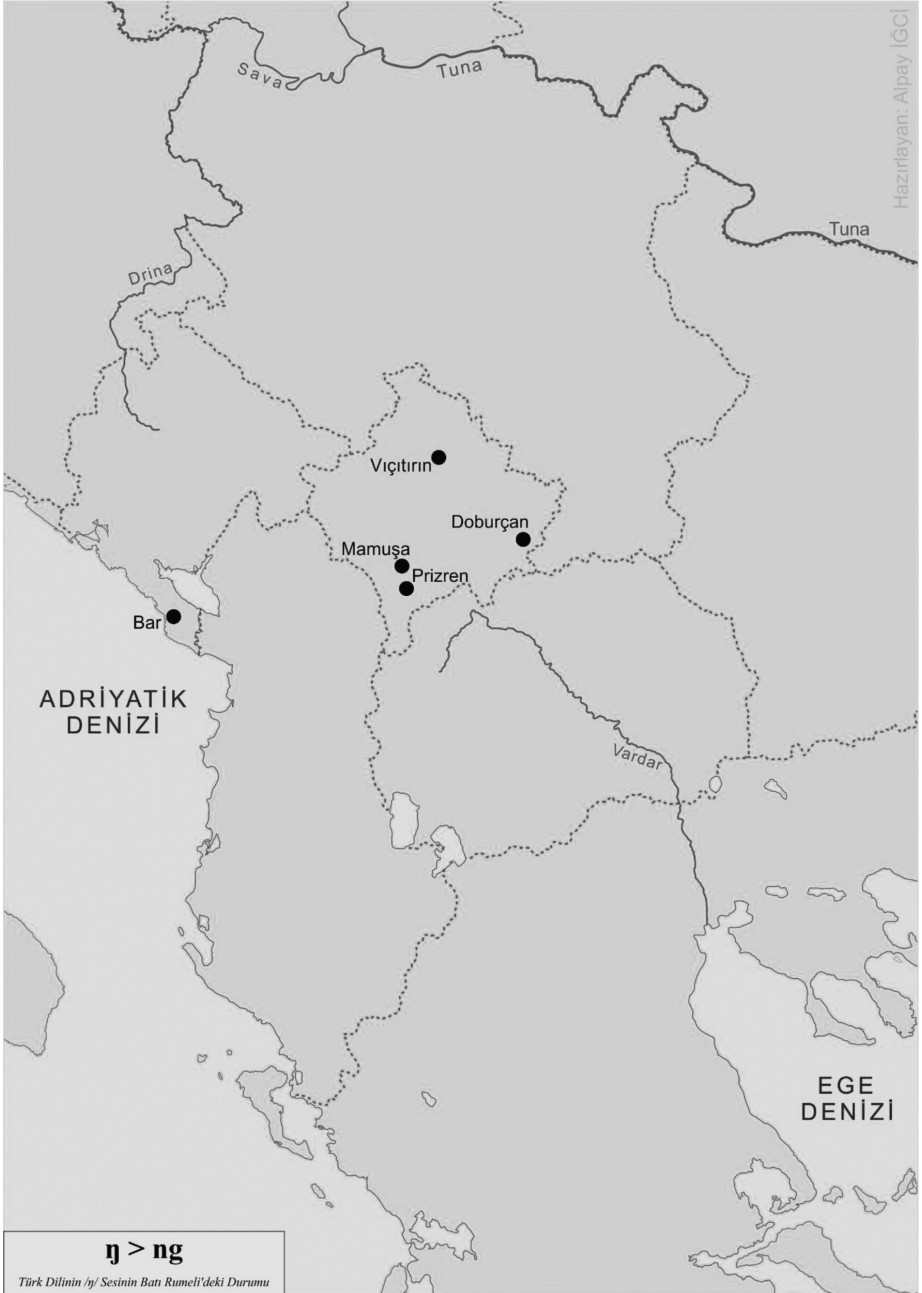 Sava
Tuna
Hazırlayan: Alpay İĞCİ
Tuna
Drina
Vıçıtırın
Doburçan
Mamuşa
Prizren
Bar
ADRİYATİK
DENİZİ
Vardar
EGE
DENİZİ
ŋ > ng
Türk Dilinin /ŋ/ Sesinin Batı Rumeli'deki Durumu